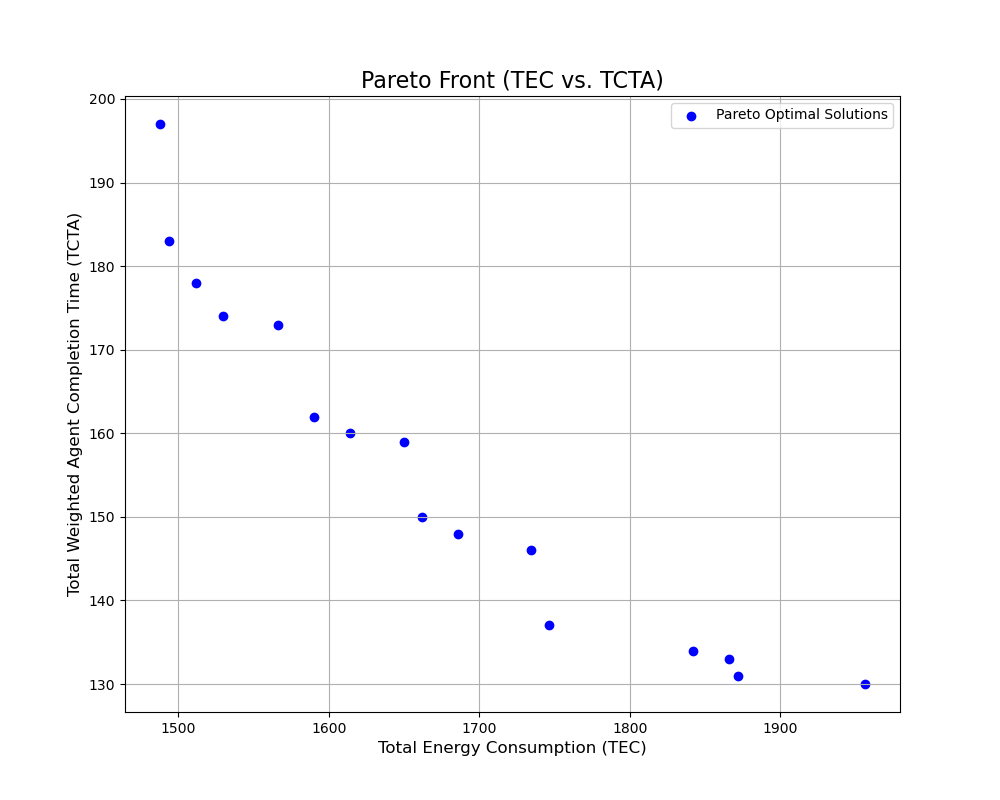 Pareto Front (TEC vs. TCTA)
Pareto Optimal Solutions
Total Weighted Agent Completion Time (TCTA)
200
190
180
170
160
150
140
130
1500 1600 1700 1800 1900
Total Energy Consumption (TEC)